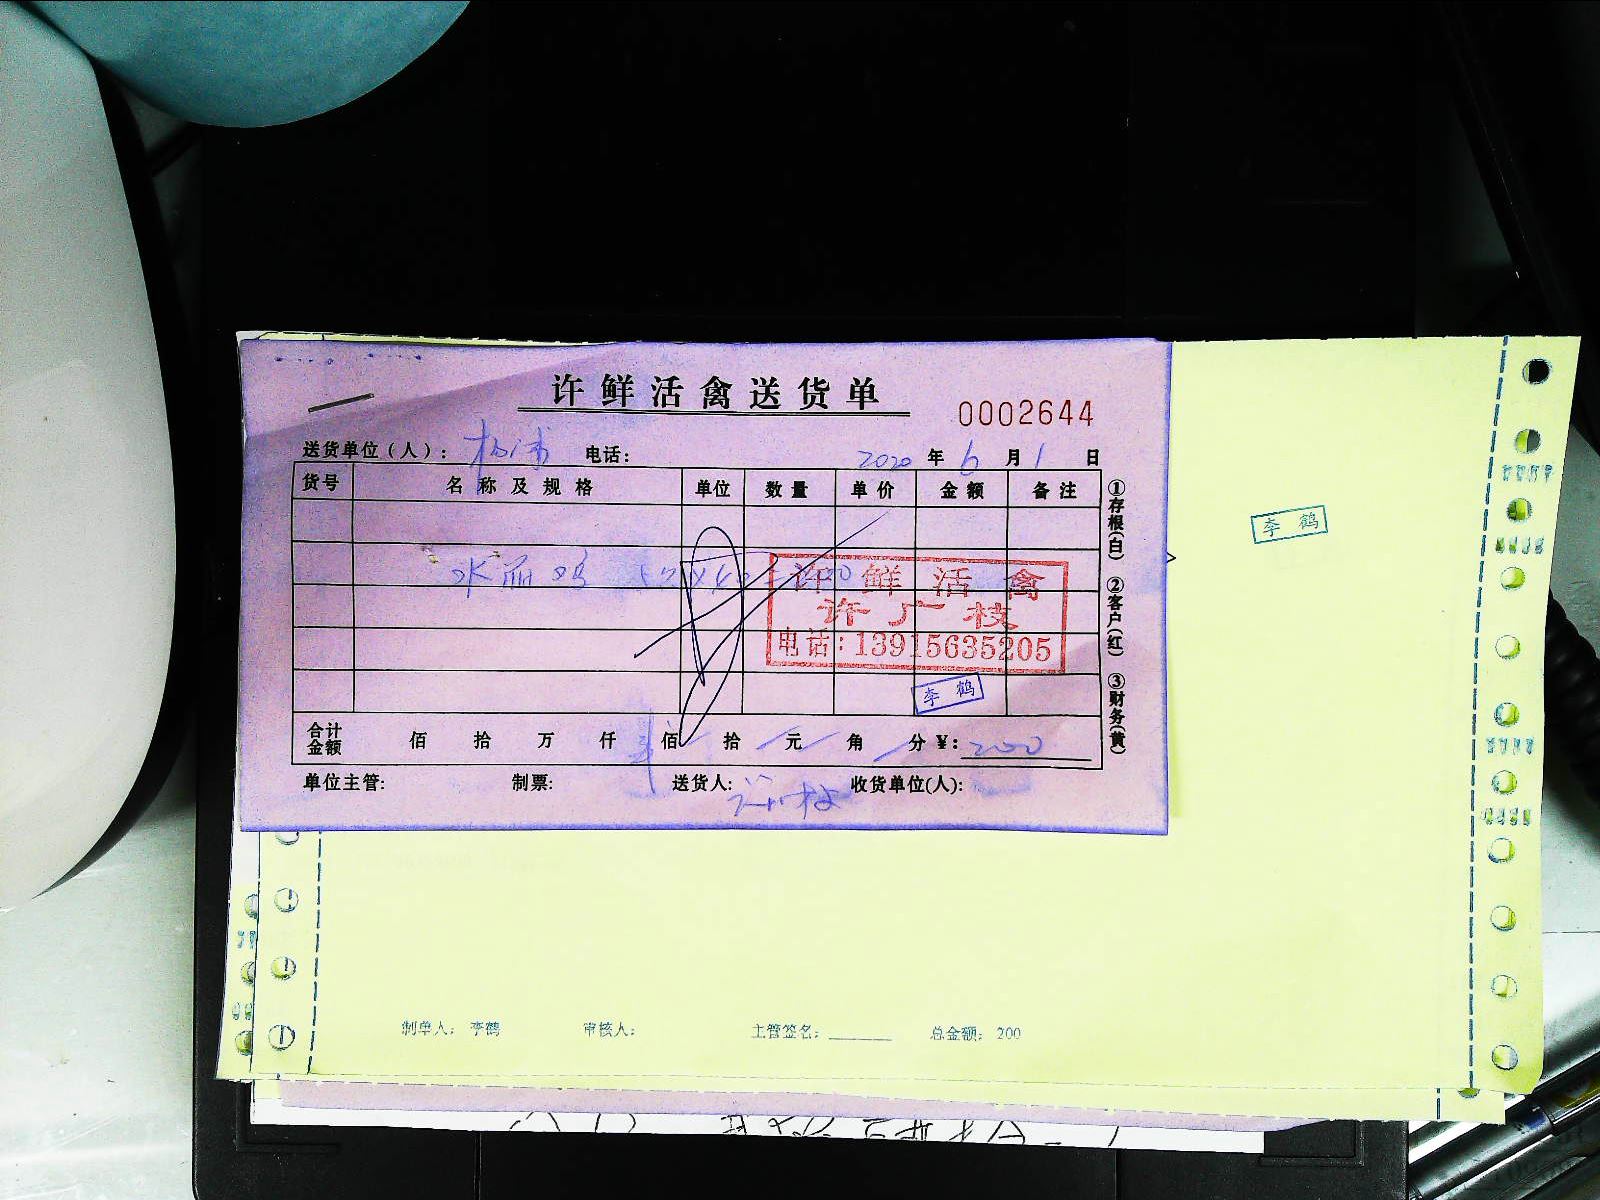 许鲜活禽送货单
0002644
送货单位(人): 电话: 2020 年 6 月 1 日
货号 名称及规格 单位 数量 单价 金额 备注
①存根(白) ②客户(红) ③财务(黄)
许鲜活禽
许广枝
电话:13915635205
李鹤
李鹤
合计金额 佰 拾 万 仟 佰 拾 元 角 分 ¥: 200
单位主管: 制票: 送货人: 收货单位(人):
制单人: 李鹤 审核人: 主管签名: 总金额: 200